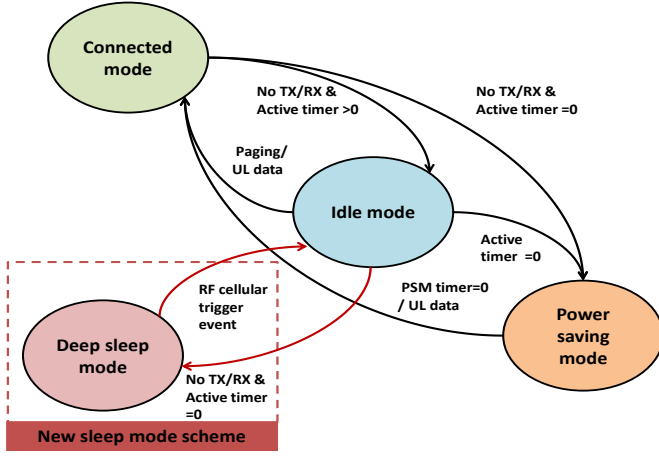 Connected
mode
No TX/RX &
Active timer >0
No TX/RX &
Active timer =0
Paging/
UL data
Idle mode
Active
timer =0
RF cellular
trigger
event
PSM timer=0
/ UL data
Power
saving
mode
Deep sleep
mode
No TX/RX &
Active timer
=0
New sleep mode scheme